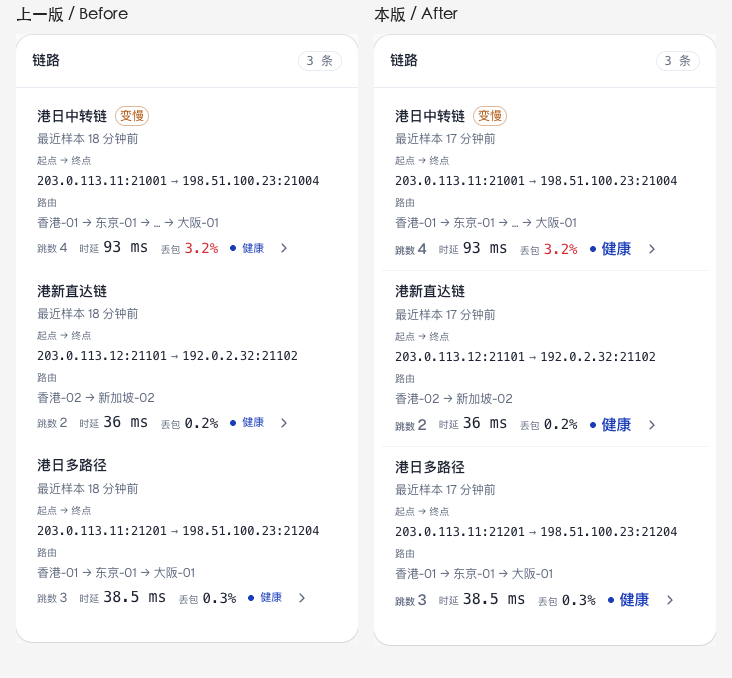 上一版 / Before
链路
3 条
港日中转链 变慢
最近样本 18 分钟前
起点 → 终点
203.0.113.11:21001 → 198.51.100.23:21004
路由
香港-01 → 东京-01 → … → 大阪-01
跳数 4 时延 93 ms 丢包 3.2% • 健康 >
港新直达链
最近样本 18 分钟前
起点 → 终点
203.0.113.12:21101 → 192.0.2.32:21102
路由
香港-02 → 新加坡-02
跳数 2 时延 36 ms 丢包 0.2% • 健康 >
港日多路径
最近样本 18 分钟前
起点 → 终点
203.0.113.11:21201 → 198.51.100.23:21204
路由
香港-01 → 东京-01 → 大阪-01
跳数 3 时延 38.5 ms 丢包 0.3% • 健康 >
本版 / After
链路
3 条
港日中转链 变慢
最近样本 17 分钟前
起点 → 终点
203.0.113.11:21001 → 198.51.100.23:21004
路由
香港-01 → 东京-01 → … → 大阪-01
跳数 4 时延 93 ms 丢包 3.2% • 健康 >
港新直达链
最近样本 17 分钟前
起点 → 终点
203.0.113.12:21101 → 192.0.2.32:21102
路由
香港-02 → 新加坡-02
跳数 2 时延 36 ms 丢包 0.2% • 健康 >
港日多路径
最近样本 17 分钟前
起点 → 终点
203.0.113.11:21201 → 198.51.100.23:21204
路由
香港-01 → 东京-01 → 大阪-01
跳数 3 时延 38.5 ms 丢包 0.3% • 健康 >